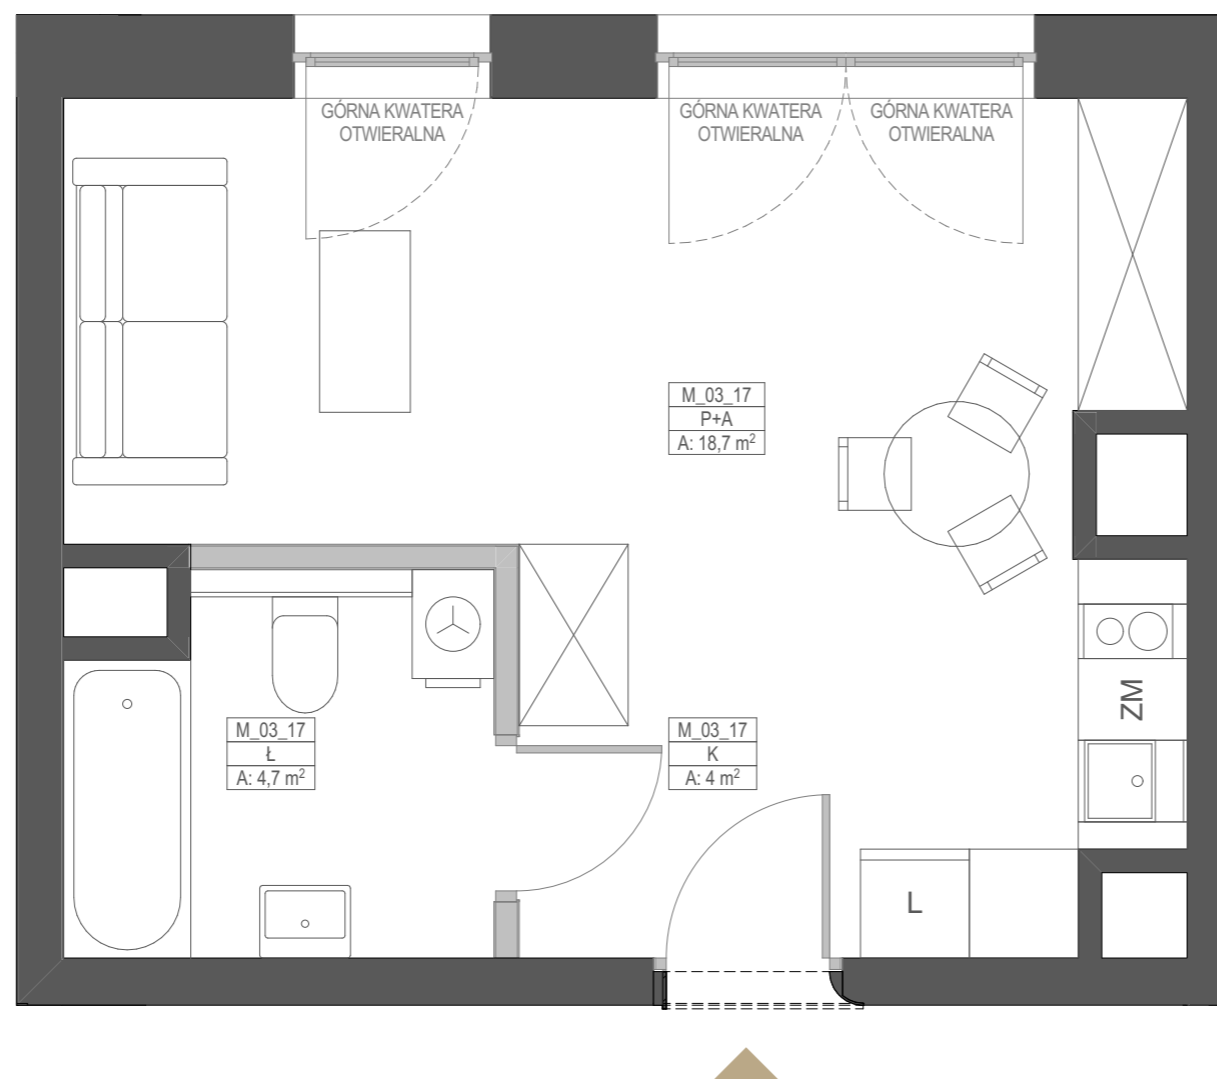 GÓRNA KWATERA
OTWIERALNA
GÓRNA KWATERA
OTWIERALNA
GÓRNA KWATERA
OTWIERALNA
M_03_17
P+A
A: 18,7 m²
M_03_17
Ł
A: 4,7 m²
M_03_17
K
A: 4 m²
ZM
L